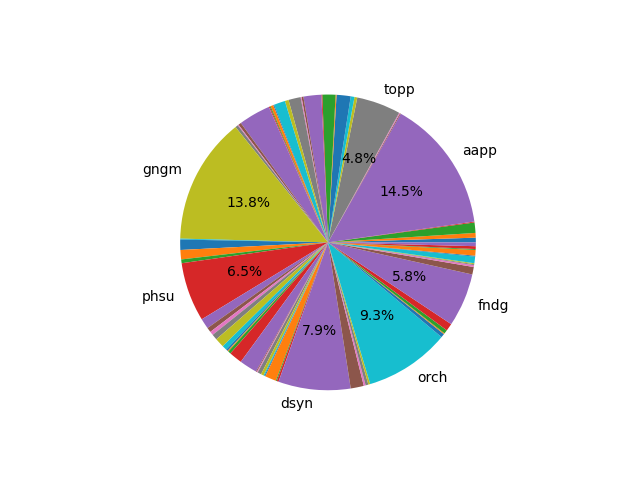 topp
4.8%
aapp
14.5%
gngm
13.8%
phsu
6.5%
5.8%
fndg
9.3%
orch
7.9%
dsyn